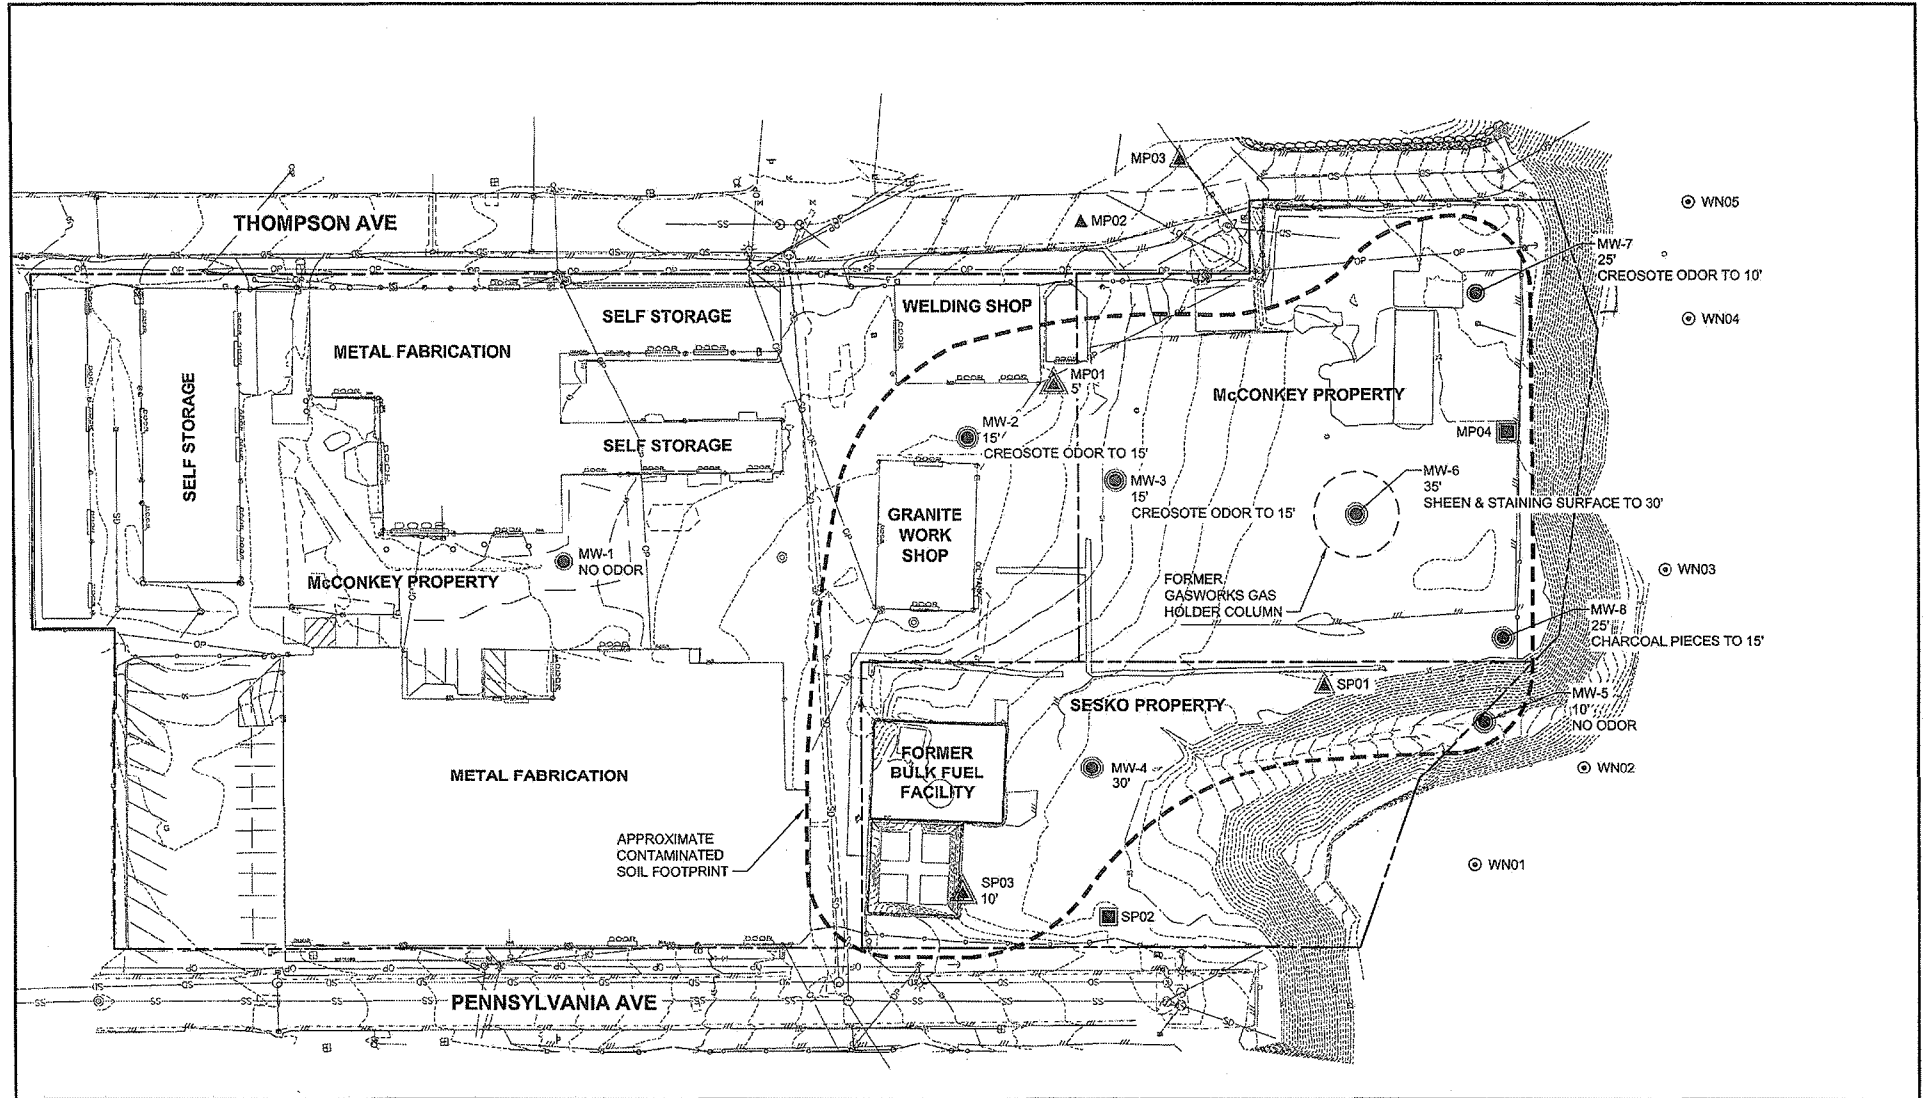 THOMPSON AVE
MP03
MP02
WN05
MW-7
25'
CREOSOTE ODOR TO 10'
WN04
WELDING SHOP
SELF STORAGE
METAL FABRICATION
SELF STORAGE
SELF STORAGE
MP01
5'
McCONKEY PROPERTY
MP04
MW-2
15'
CREOSOTE ODOR TO 15'
MW-3
15'
CREOSOTE ODOR TO 15'
MW-6
35'
SHEEN & STAINING SURFACE TO 30'
GRANITE
WORK
SHOP
MW-1
NO ODOR
McCONKEY PROPERTY
FORMER
GASWORKS GAS
HOLDER COLUMN
WN03
MW-8
25'
CHARCOAL PIECES TO 15'
SP01
SESKO PROPERTY
MW-5
10'
NO ODOR
FORMER
BULK FUEL
FACILITY
MW-4
30'
WN02
METAL FABRICATION
APPROXIMATE
CONTAMINATED
SOIL FOOTPRINT
WN01
SP03
10'
SP02
PENNSYLVANIA AVE